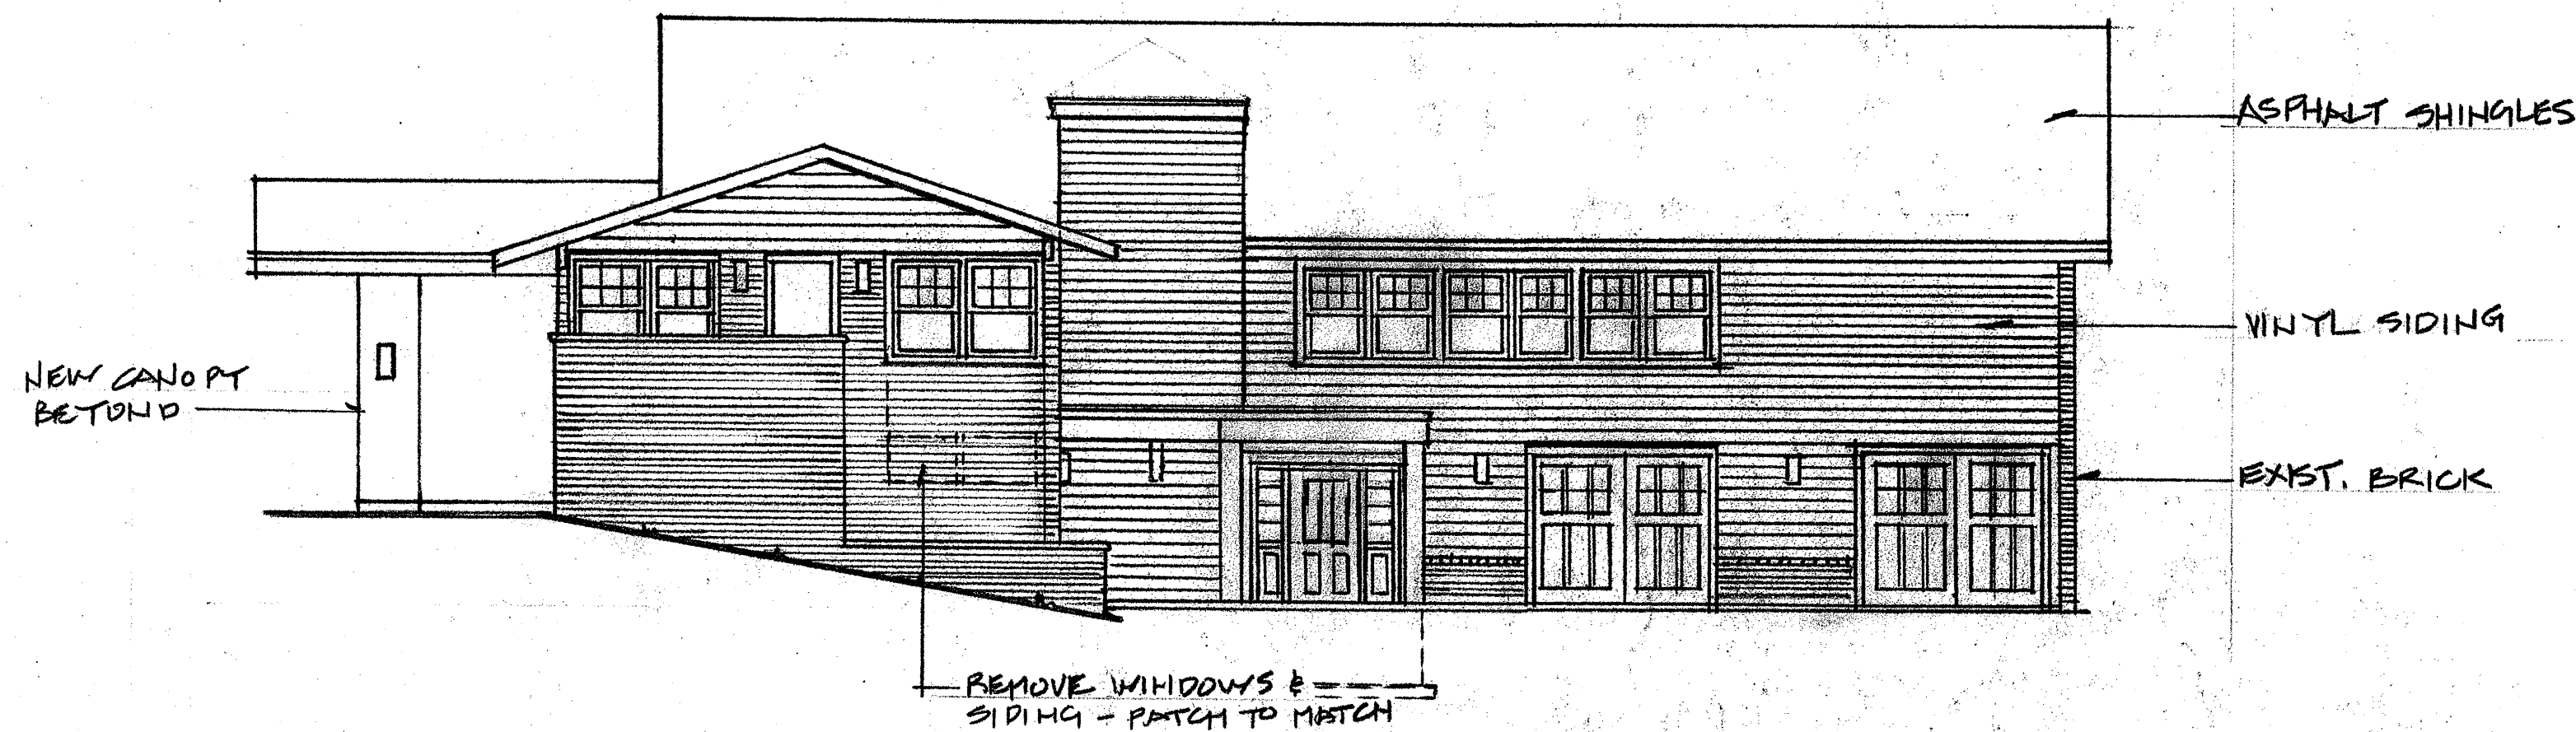 ASPHALT SHINGLES
VINYL SIDING
NEW CANOPY
BEYOND
EXIST. BRICK
REMOVE WINDOWS &
SIDING - PATCH TO MATCH